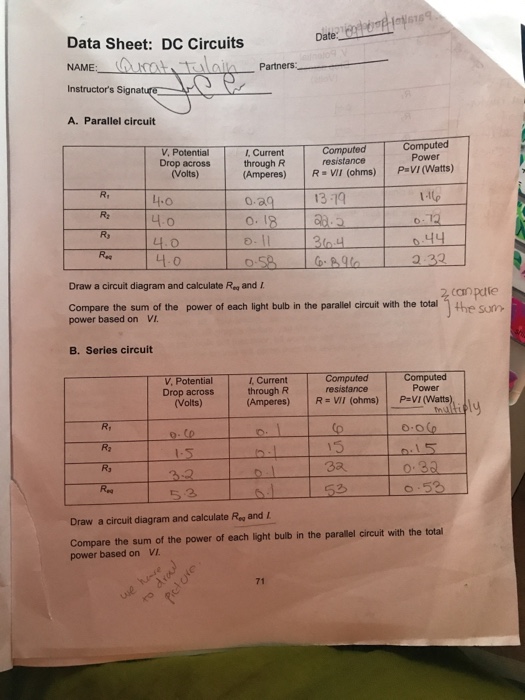 Data Sheet: DC Circuits
Date:
NAME: Qurat Tulain Partners:
Instructor's Signature
A. Parallel circuit
V, Potential Drop across (Volts) I, Current through R (Amperes) Computed resistance R = V/I (ohms) Computed Power P=VI (Watts)
R₁ 4.0 0.29 13.79 1.16
R₂ 4.0 0.18 22.2 0.72
R₃ 4.0 0.11 36.4 0.44
Req 4.0 0.58 6.896 2.32
Draw a circuit diagram and calculate Req and I.
Compare the sum of the power of each light bulb in the parallel circuit with the total
power based on VI.
compare
the sum
B. Series circuit
V, Potential Drop across (Volts) I, Current through R (Amperes) Computed resistance R = V/I (ohms) Computed Power P=VI (Watts)
multiply
R₁ 0.6 0.1 6 0.06
R₂ 1.5 0.1 15 0.15
R₃ 3.2 0.1 32 0.32
Req 5.3 0.1 53 0.53
Draw a circuit diagram and calculate Req and I.
Compare the sum of the power of each light bulb in the parallel circuit with the total
power based on VI.
we have
to draw
picture.
71